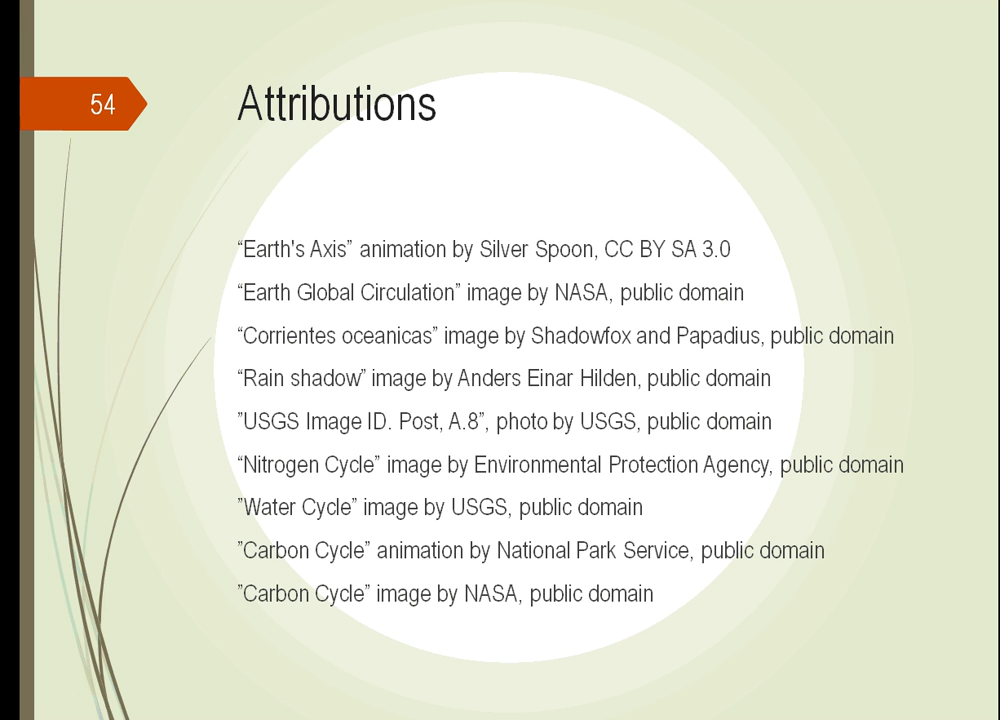 54
Attributions
“Earth's Axis” animation by Silver Spoon, CC BY SA 3.0
“Earth Global Circulation” image by NASA, public domain
“Corrientes oceanicas” image by Shadowfox and Papadius, public domain
“Rain shadow” image by Anders Einar Hilden, public domain
”USGS Image ID. Post, A.8”, photo by USGS, public domain
“Nitrogen Cycle” image by Environmental Protection Agency, public domain
”Water Cycle” image by USGS, public domain
”Carbon Cycle” animation by National Park Service, public domain
”Carbon Cycle” image by NASA, public domain